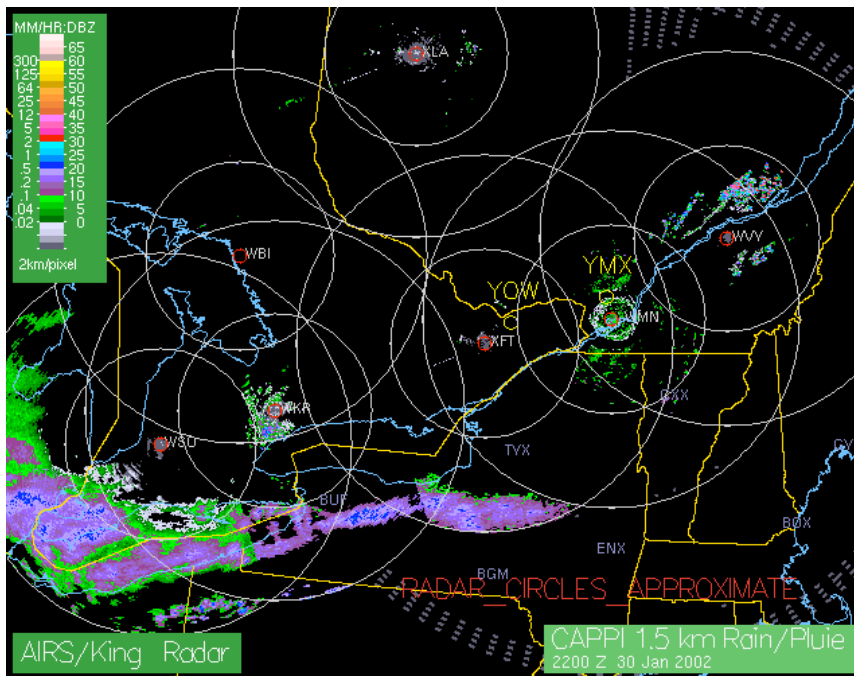 MM/HR:DBZ
65
300 60
125 55
64 50
25 45
12 40
5 35
2 30
1 25
.5 20
.2 15
.1 10
.04 5
.02 0
2km/pixel
XLA
WBI
WVY
YMX
YOW
WMN
XFT
WKR
CXX
WSO
TYX
BUF
BOX
ENX
BGM
RADAR_CIRCLES_APPROXIMATE
AIRS/King Radar
CAPPI 1.5 km Rain/Pluie
2200 Z 30 Jan 2002